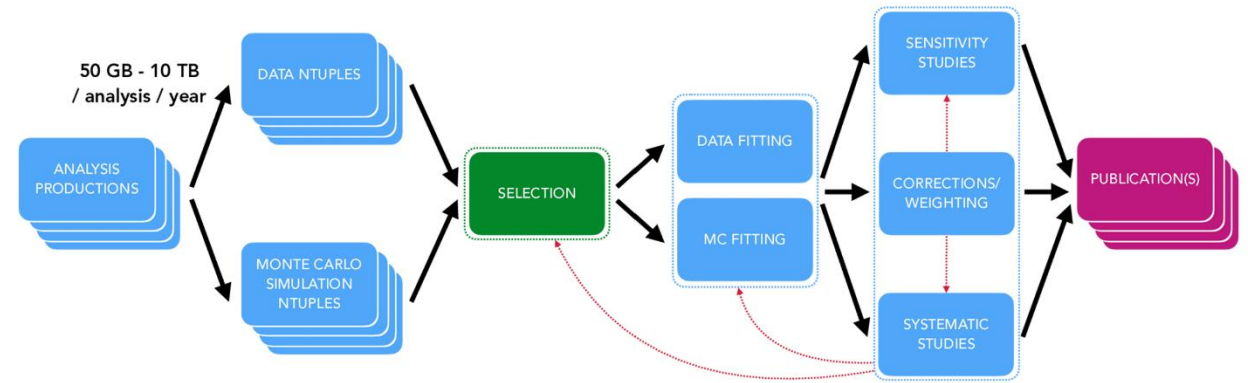 50 GB - 10 TB
/ analysis / year
ANALYSIS
PRODUCTIONS
DATA NTUPLES
MONTE CARLO
SIMULATION
NTUPLES
SELECTION
DATA FITTING
MC FITTING
SENSITIVITY
STUDIES
CORRECTIONS/
WEIGHTING
SYSTEMATIC
STUDIES
PUBLICATION(S)